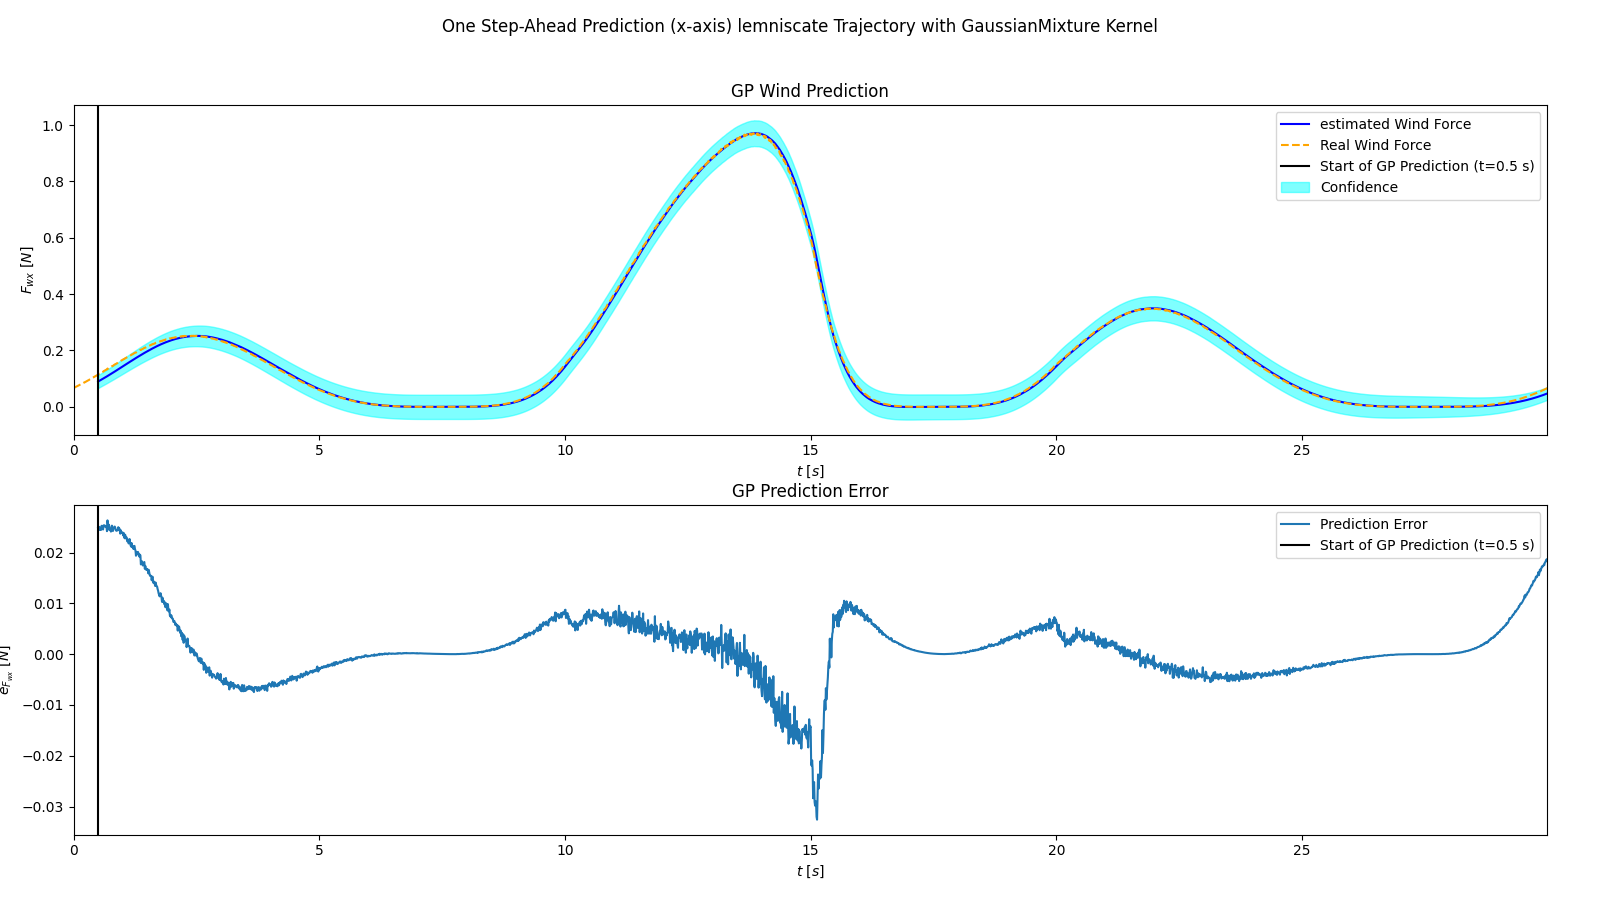 One Step-Ahead Prediction (x-axis) lemniscate Trajectory with GaussianMixture Kernel
GP Wind Prediction
1.0
0.8
0.6
0.4
0.2
0.0
F_wx [N]
estimated Wind Force
Real Wind Force
Start of GP Prediction (t=0.5 s)
Confidence
0 5 10 15 20 25
t [s]
GP Prediction Error
0.02
0.01
0.00
−0.01
−0.02
−0.03
e_F_wx [N]
Prediction Error
Start of GP Prediction (t=0.5 s)
0 5 10 15 20 25
t [s]